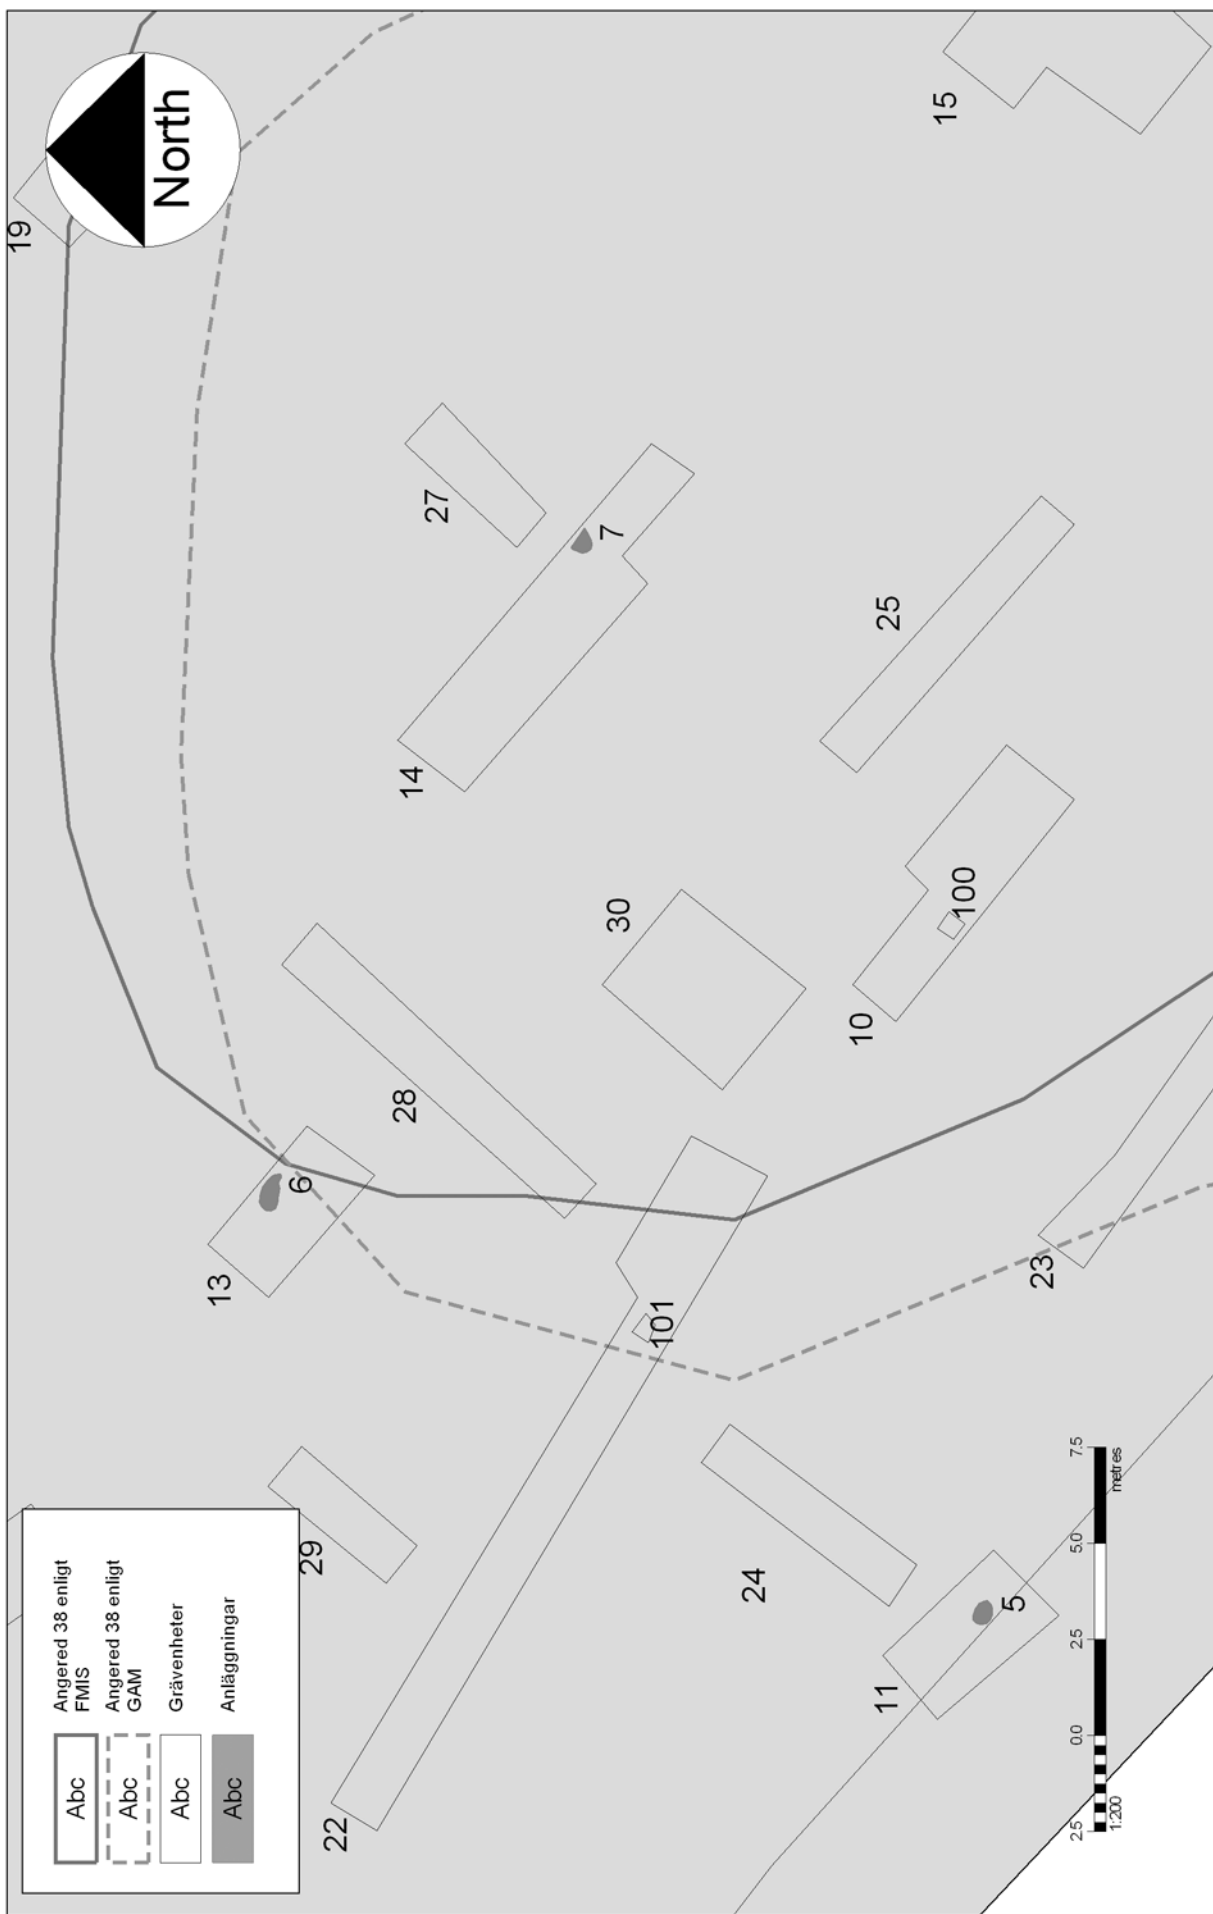 Abc Angered 38 enligt
FMIS
Abc Angered 38 enligt
GAM
Abc Grävenheter
Abc Anläggningar
North
19
15
27
7
14
25
30
100
10
28
6
13
101
23
29
24
22
11
5
2.5 0.0 2.5 5.0 7.5
1:200 metres